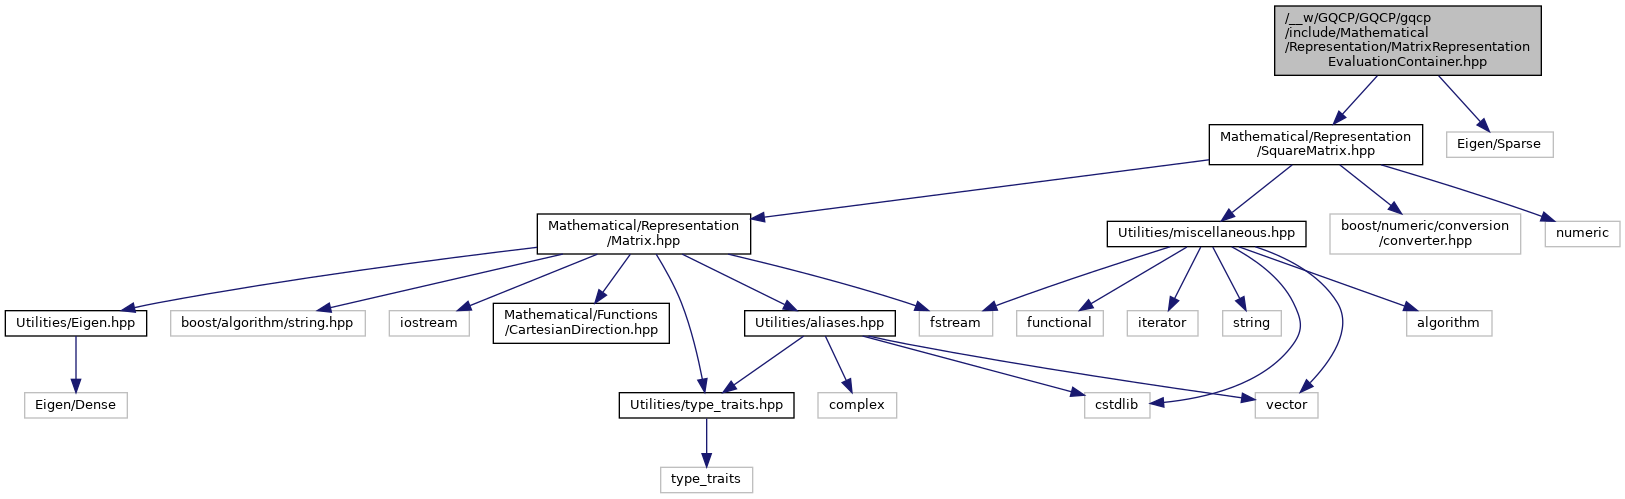 /__w/GQCP/GQCP/gqcp
/include/Mathematical
/Representation/MatrixRepresentation
EvaluationContainer.hpp
Mathematical/Representation
/SquareMatrix.hpp
Eigen/Sparse
Mathematical/Representation
/Matrix.hpp
Utilities/miscellaneous.hpp
boost/numeric/conversion
/converter.hpp
numeric
Utilities/Eigen.hpp
boost/algorithm/string.hpp
iostream
Mathematical/Functions
/CartesianDirection.hpp
Utilities/aliases.hpp
fstream
functional
iterator
string
algorithm
Eigen/Dense
Utilities/type_traits.hpp
complex
cstdlib
vector
type_traits